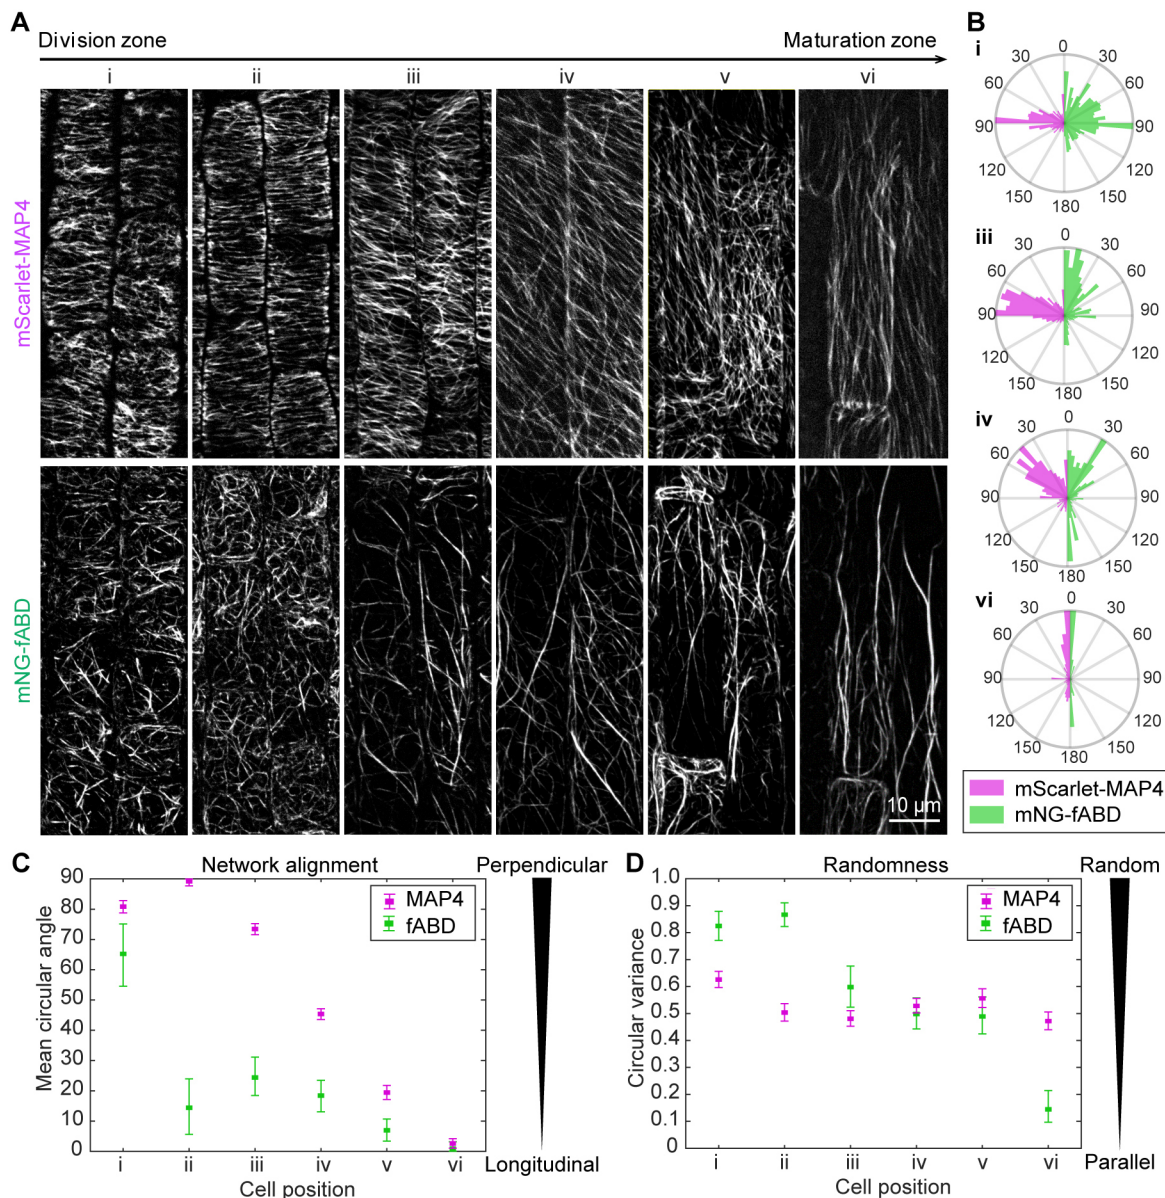 A
Division zone
Maturation zone
i ii iii iv v vi
mScarlet-MAP4
mNG-fABD
10 µm
B
i
0
30 30
60 60
90 90
120 120
150 150
180
iii
0
30 30
60 60
90 90
120 120
150 150
180
iv
0
30 30
60 60
90 90
120 120
150 150
180
vi
0
30 30
60 60
90 90
120 120
150 150
180
mScarlet-MAP4
mNG-fABD
C
Network alignment
Perpendicular
Longitudinal
MAP4
fABD
Mean circular angle
90
80
70
60
50
40
30
20
10
0
i ii iii iv v vi
Cell position
D
Randomness
Random
Parallel
MAP4
fABD
Circular variance
1.0
0.9
0.8
0.7
0.6
0.5
0.4
0.3
0.2
0.1
0
i ii iii iv v vi
Cell position